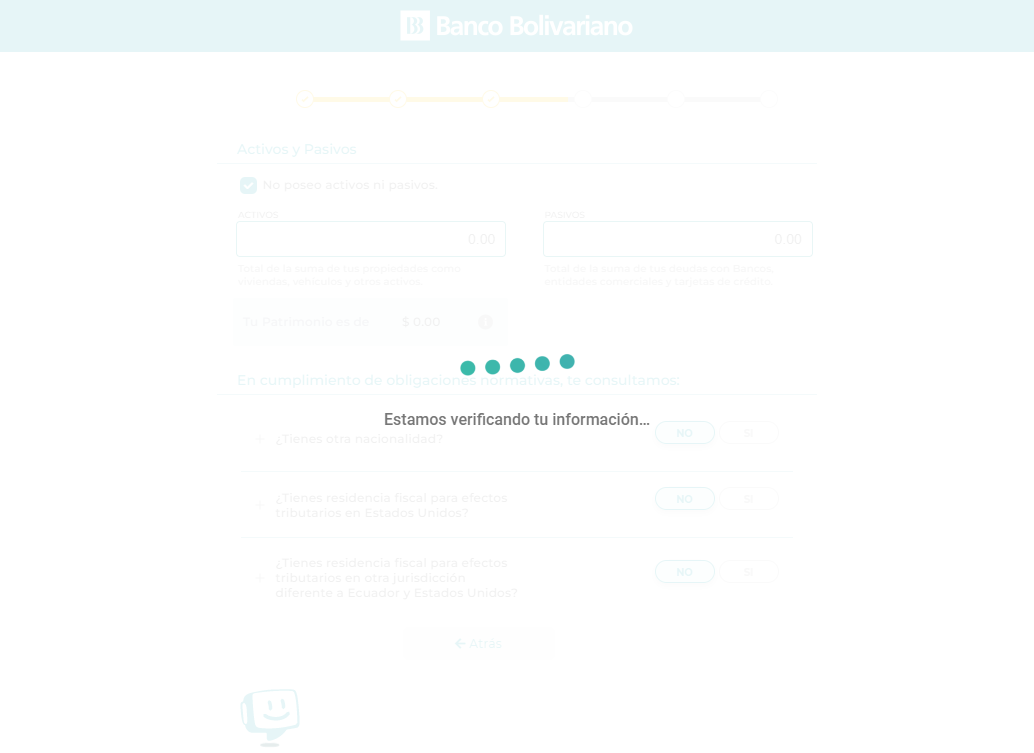 Banco Bolivariano
Activos y Pasivos
No poseo activos ni pasivos.
ACTIVOS
PASIVOS
0.00
0.00
Total de la suma de tus propiedades como
viviendas, vehículos y otros activos.
Total de la suma de tus deudas con Bancos,
entidades comerciales y tarjetas de crédito.
Tu Patrimonio es de $ 0.00
En cumplimiento de obligaciones normativas, te consultamos:
Estamos verificando tu información...
+ ¿Tienes otra nacionalidad?
NO SI
+ ¿Tienes residencia fiscal para efectos
tributarios en Estados Unidos?
NO SI
+ ¿Tienes residencia fiscal para efectos
tributarios en otra jurisdicción
diferente a Ecuador y Estados Unidos?
NO SI
← Atrás